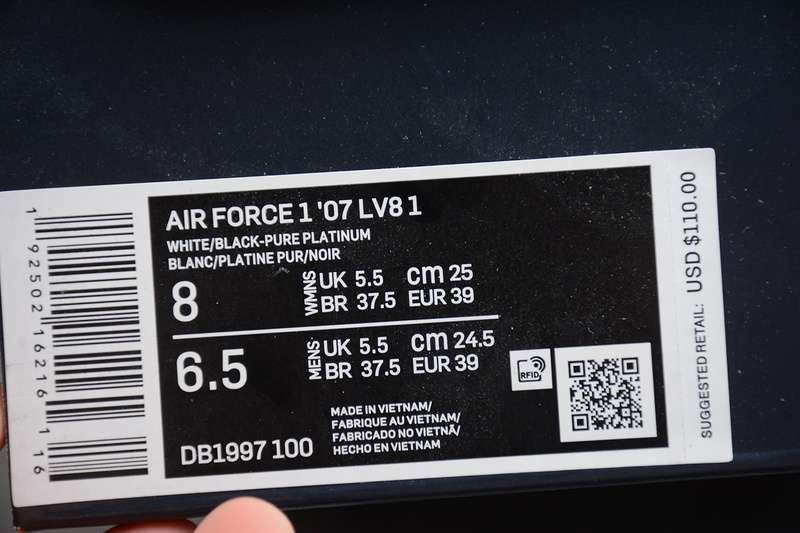 AIR FORCE 1 '07 LV8 1
WHITE/BLACK-PURE PLATINUM
BLANC/PLATINE PUR/NOIR
8
WMNS
UK 5.5 cm 25
BR 37.5 EUR 39
6.5
MENS
UK 5.5 cm 24.5
BR 37.5 EUR 39
RFID
DB1997 100
MADE IN VIETNAM/
FABRIQUE AU VIETNAM/
FABRICADO NO VIETNÃ/
HECHO EN VIETNAM
SUGGESTED RETAIL: USD $110.00
1 92502 16216 1 16